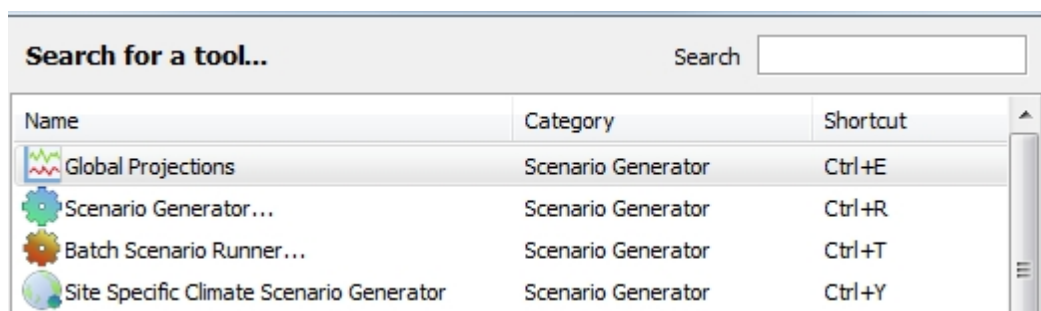 Search for a tool... Search
Name Category Shortcut
Global Projections Scenario Generator Ctrl+E
Scenario Generator... Scenario Generator Ctrl+R
Batch Scenario Runner... Scenario Generator Ctrl+T
Site Specific Climate Scenario Generator Scenario Generator Ctrl+Y